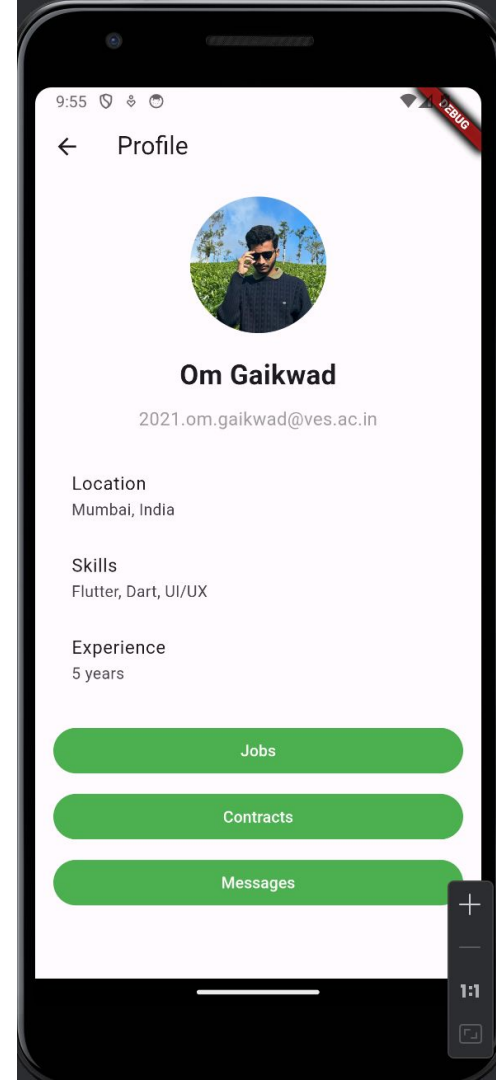 9:55
DEBUG
Profile
Om Gaikwad
2021.om.gaikwad@ves.ac.in
Location
Mumbai, India
Skills
Flutter, Dart, UI/UX
Experience
5 years
Jobs
Contracts
Messages
1:1